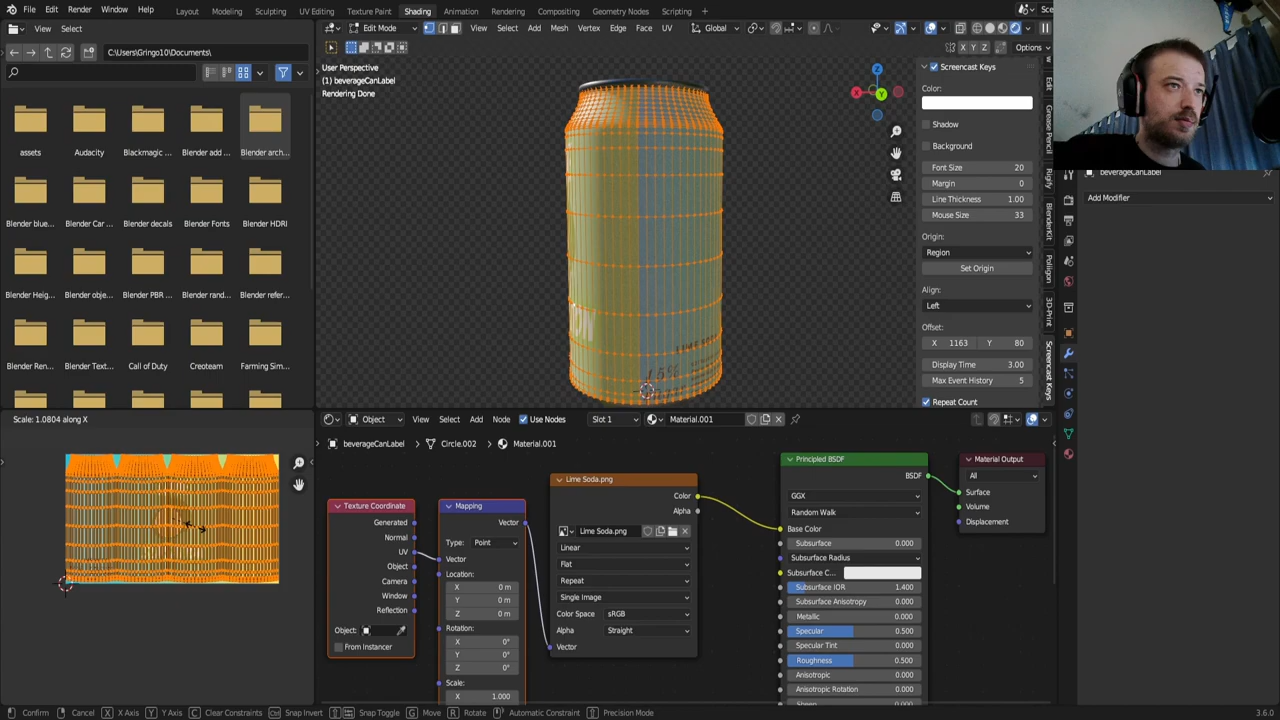 File Edit Render Window Help Layout Modeling Sculpting UV Editing Texture Paint Shading Animation Rendering Compositing Geometry Nodes Scripting Sce
View Select Edit Mode View Select Add Mesh Vertex Edge Face UV Global
C:\Users\Gringo10\Documents\ X Y Z Options
User Perspective
(1) beverageCanLabel
Rendering Done
Screencast Keys
Color:
Shadow
Background
Font Size 20
Margin 0
Line Thickness 1.00
Mouse Size 33
Origin:
Region
Set Origin
Align:
Left
Offset:
X 1163 Y 80
Display Time 3.00
Max Event History 5
Repeat Count
Edit
Grease Pencil
Rigify
BlenderKit
Poliigon
3D-Print
Screencast Keys
beverageCanLabel
Add Modifier
assets Audacity Blackmagic ... Blender add ... Blender arch...
Blender blue... Blender Car ... Blender decals Blender Fonts Blender HDRI
Blender Heig... Blender obje... Blender PBR ... Blender rand... Blender refer...
Blender Ren... Blender Text... Call of Duty Creoteam Farming Sim...
X Y Z
LIME SO
Scale: 1.0804 along X
Object View Select Add Node Use Nodes Slot 1 Material.001
beverageCanLabel Circle.002 Material.001
Texture Coordinate
Generated
Normal
UV
Object
Camera
Window
Reflection
Object:
From Instancer
Mapping
Vector
Type: Point
Vector
Location:
X 0 m
Y 0 m
Z 0 m
Rotation:
X 0°
Y 0°
Z 0°
Scale:
X 1.000
Lime Soda.png
Color
Alpha
Lime Soda.png
Linear
Flat
Repeat
Single Image
Color Space sRGB
Alpha Straight
Vector
Principled BSDF
BSDF
GGX
Random Walk
Base Color
Subsurface 0.000
Subsurface Radius
Subsurface C...
Subsurface IOR 1.400
Subsurface Anisotropy 0.000
Metallic 0.000
Specular 0.500
Specular Tint 0.000
Roughness 0.500
Anisotropic 0.000
Anisotropic Rotation 0.000
Material Output
All
Surface
Volume
Displacement
Confirm Cancel X X Axis Y Y Axis C Clear Constraints Snap Invert Snap Toggle G Move R Rotate Automatic Constraint Precision Mode 3.6.0